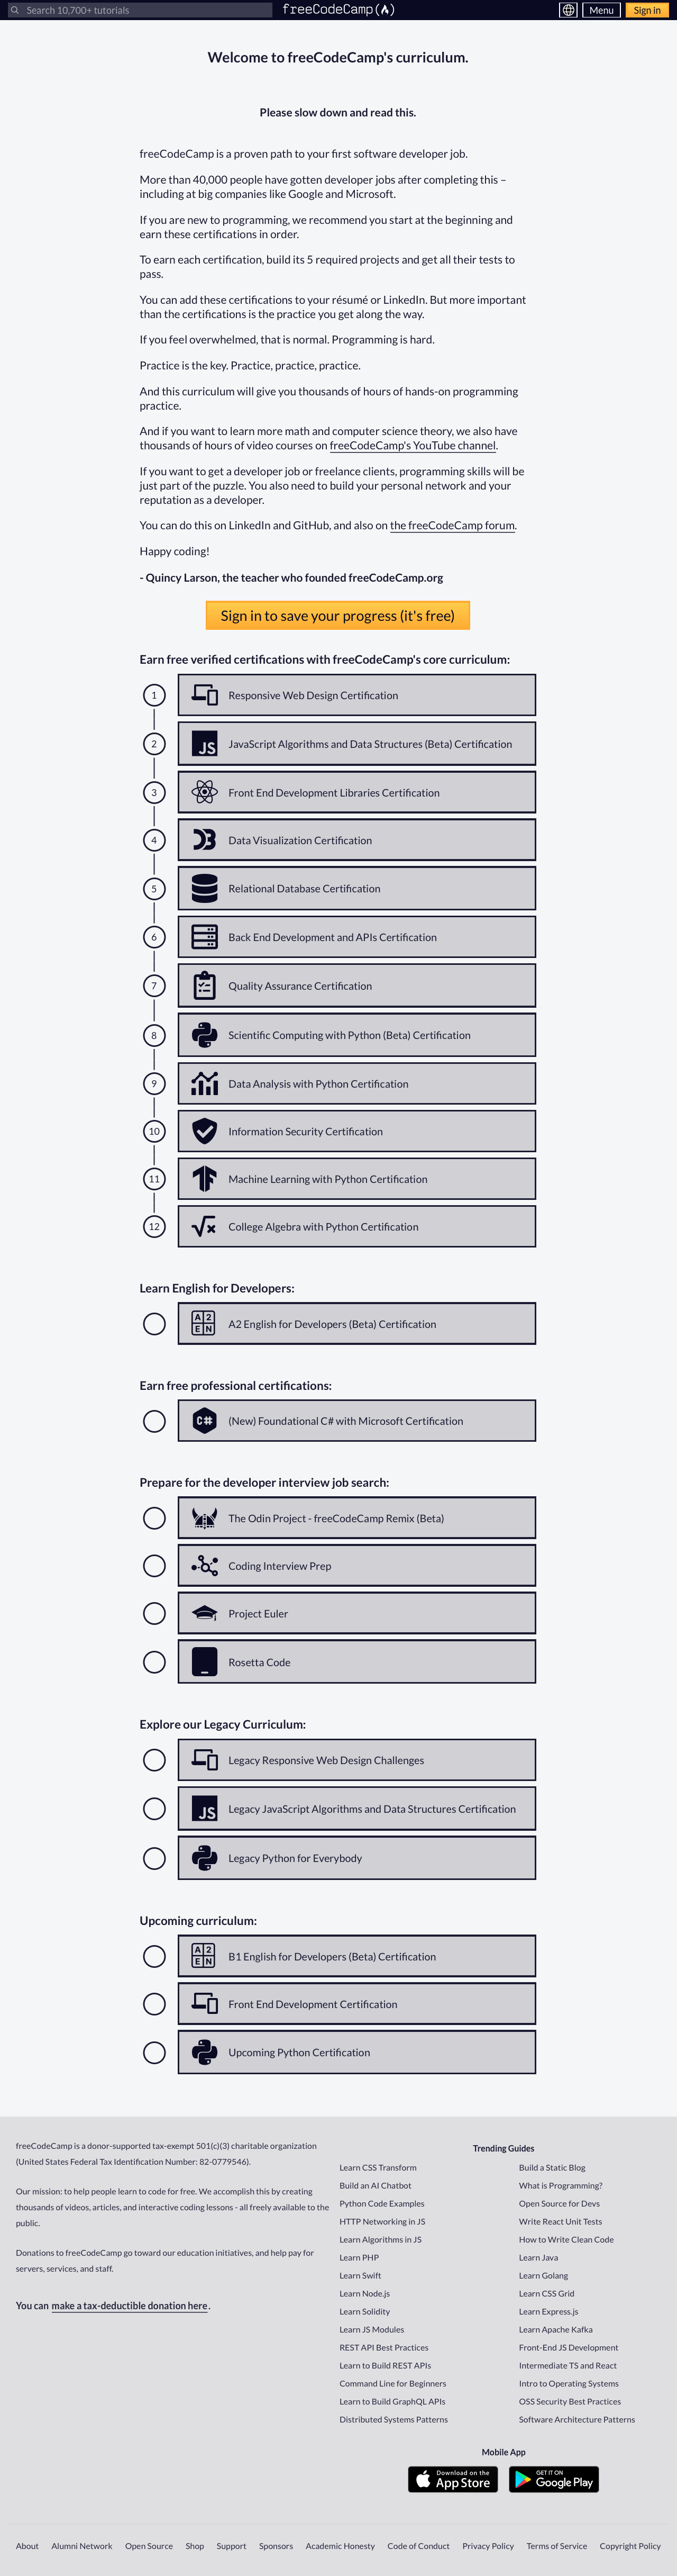 Search 10,700+ tutorials
freeCodeCamp(🔥)
Menu
Sign in
Welcome to freeCodeCamp's curriculum.
Please slow down and read this.
freeCodeCamp is a proven path to your first software developer job.
More than 40,000 people have gotten developer jobs after completing this –
including at big companies like Google and Microsoft.
If you are new to programming, we recommend you start at the beginning and
earn these certifications in order.
To earn each certification, build its 5 required projects and get all their tests to
pass.
You can add these certifications to your résumé or LinkedIn. But more important
than the certifications is the practice you get along the way.
If you feel overwhelmed, that is normal. Programming is hard.
Practice is the key. Practice, practice, practice.
And this curriculum will give you thousands of hours of hands-on programming
practice.
And if you want to learn more math and computer science theory, we also have
thousands of hours of video courses on freeCodeCamp's YouTube channel.
If you want to get a developer job or freelance clients, programming skills will be
just part of the puzzle. You also need to build your personal network and your
reputation as a developer.
You can do this on LinkedIn and GitHub, and also on the freeCodeCamp forum.
Happy coding!
- Quincy Larson, the teacher who founded freeCodeCamp.org
Sign in to save your progress (it's free)
Earn free verified certifications with freeCodeCamp's core curriculum:
1 Responsive Web Design Certification
2 JS JavaScript Algorithms and Data Structures (Beta) Certification
3 Front End Development Libraries Certification
4 Data Visualization Certification
5 Relational Database Certification
6 Back End Development and APIs Certification
7 Quality Assurance Certification
8 Scientific Computing with Python (Beta) Certification
9 Data Analysis with Python Certification
10 Information Security Certification
11 Machine Learning with Python Certification
12 √x College Algebra with Python Certification
Learn English for Developers:
A 2 E N A2 English for Developers (Beta) Certification
Earn free professional certifications:
C# (New) Foundational C# with Microsoft Certification
Prepare for the developer interview job search:
The Odin Project - freeCodeCamp Remix (Beta)
Coding Interview Prep
Project Euler
Rosetta Code
Explore our Legacy Curriculum:
Legacy Responsive Web Design Challenges
JS Legacy JavaScript Algorithms and Data Structures Certification
Legacy Python for Everybody
Upcoming curriculum:
A 2 E N B1 English for Developers (Beta) Certification
Front End Development Certification
Upcoming Python Certification
freeCodeCamp is a donor-supported tax-exempt 501(c)(3) charitable organization
(United States Federal Tax Identification Number: 82-0779546).
Our mission: to help people learn to code for free. We accomplish this by creating
thousands of videos, articles, and interactive coding lessons - all freely available to the
public.
Donations to freeCodeCamp go toward our education initiatives, and help pay for
servers, services, and staff.
You can make a tax-deductible donation here.
Trending Guides
Learn CSS Transform
Build an AI Chatbot
Python Code Examples
HTTP Networking in JS
Learn Algorithms in JS
Learn PHP
Learn Swift
Learn Node.js
Learn Solidity
Learn JS Modules
REST API Best Practices
Learn to Build REST APIs
Command Line for Beginners
Learn to Build GraphQL APIs
Distributed Systems Patterns
Build a Static Blog
What is Programming?
Open Source for Devs
Write React Unit Tests
How to Write Clean Code
Learn Java
Learn Golang
Learn CSS Grid
Learn Express.js
Learn Apache Kafka
Front-End JS Development
Intermediate TS and React
Intro to Operating Systems
OSS Security Best Practices
Software Architecture Patterns
Mobile App
Download on the
App Store
GET IT ON
Google Play
About Alumni Network Open Source Shop Support Sponsors Academic Honesty Code of Conduct Privacy Policy Terms of Service Copyright Policy